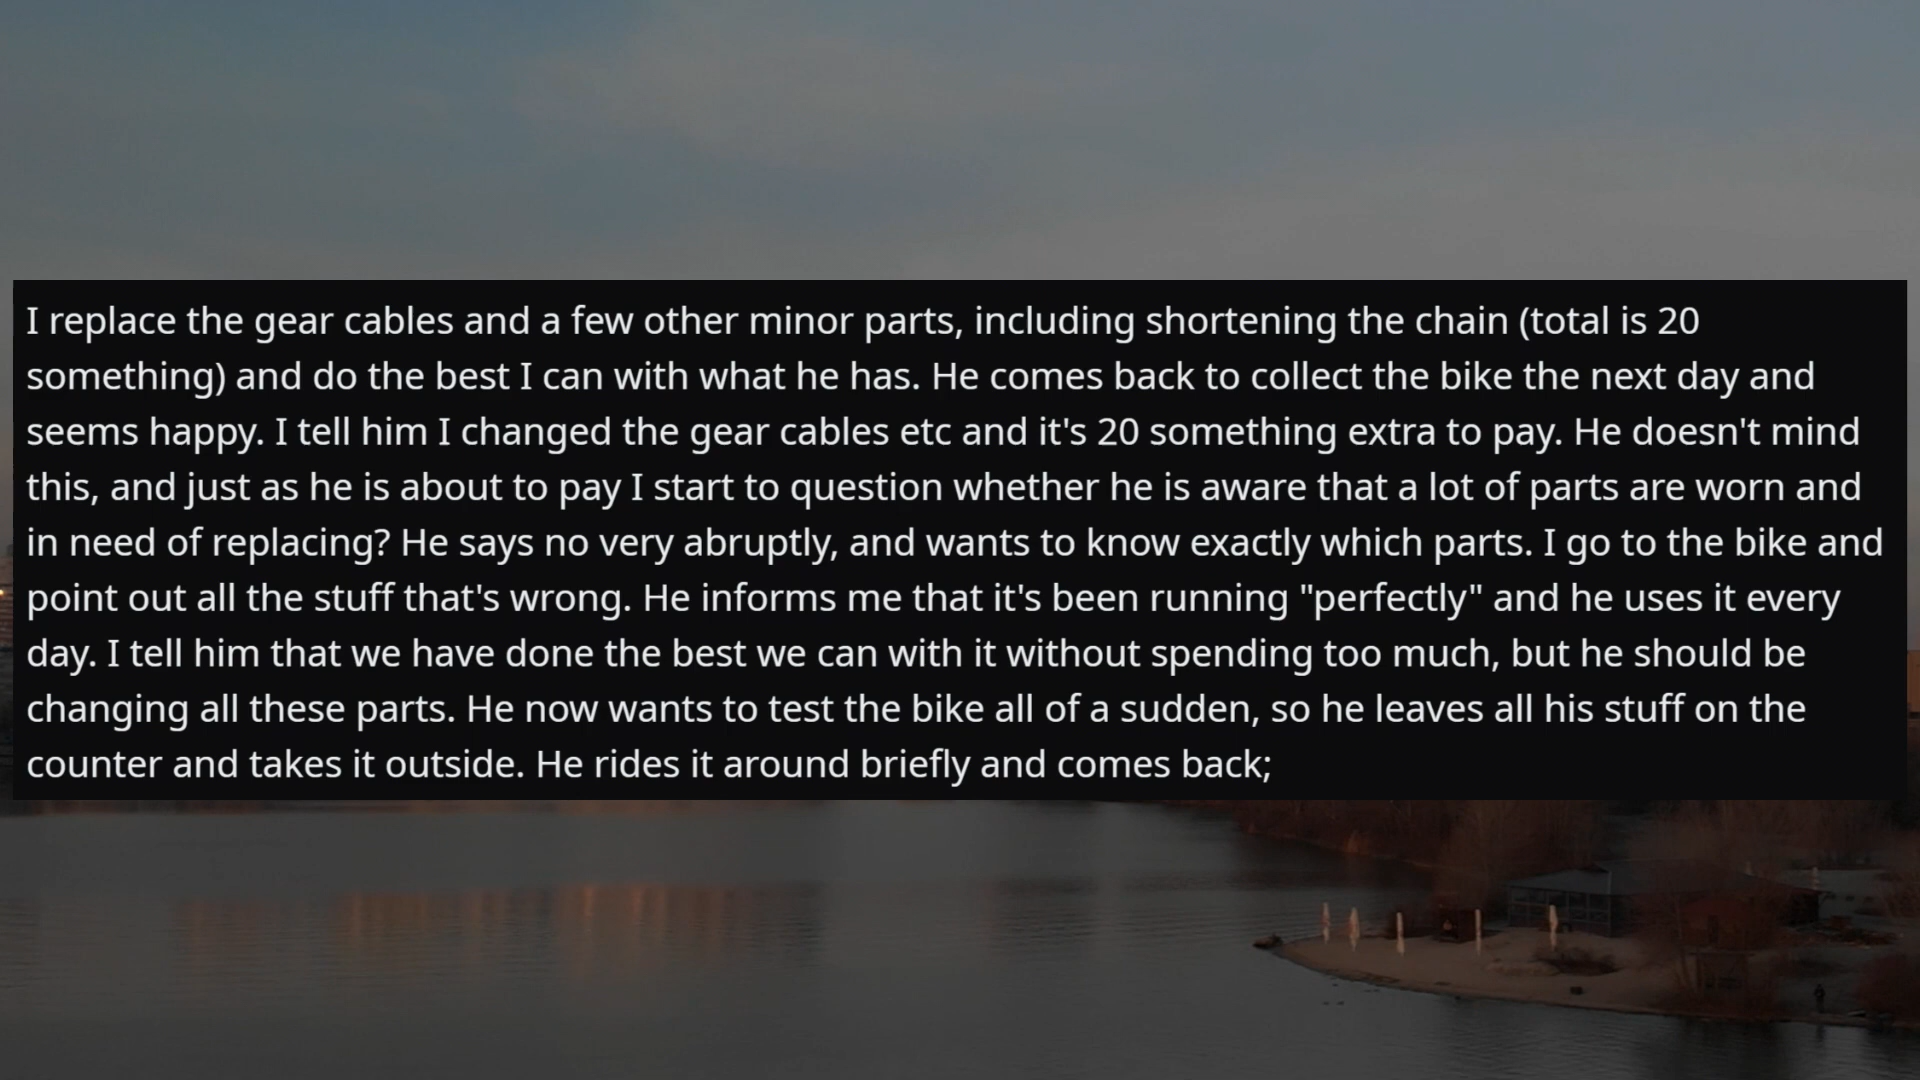 I replace the gear cables and a few other minor parts, including shortening the chain (total is 20
something) and do the best I can with what he has. He comes back to collect the bike the next day and
seems happy. I tell him I changed the gear cables etc and it's 20 something extra to pay. He doesn't mind
this, and just as he is about to pay I start to question whether he is aware that a lot of parts are worn and
in need of replacing? He says no very abruptly, and wants to know exactly which parts. I go to the bike and
point out all the stuff that's wrong. He informs me that it's been running "perfectly" and he uses it every
day. I tell him that we have done the best we can with it without spending too much, but he should be
changing all these parts. He now wants to test the bike all of a sudden, so he leaves all his stuff on the
counter and takes it outside. He rides it around briefly and comes back;